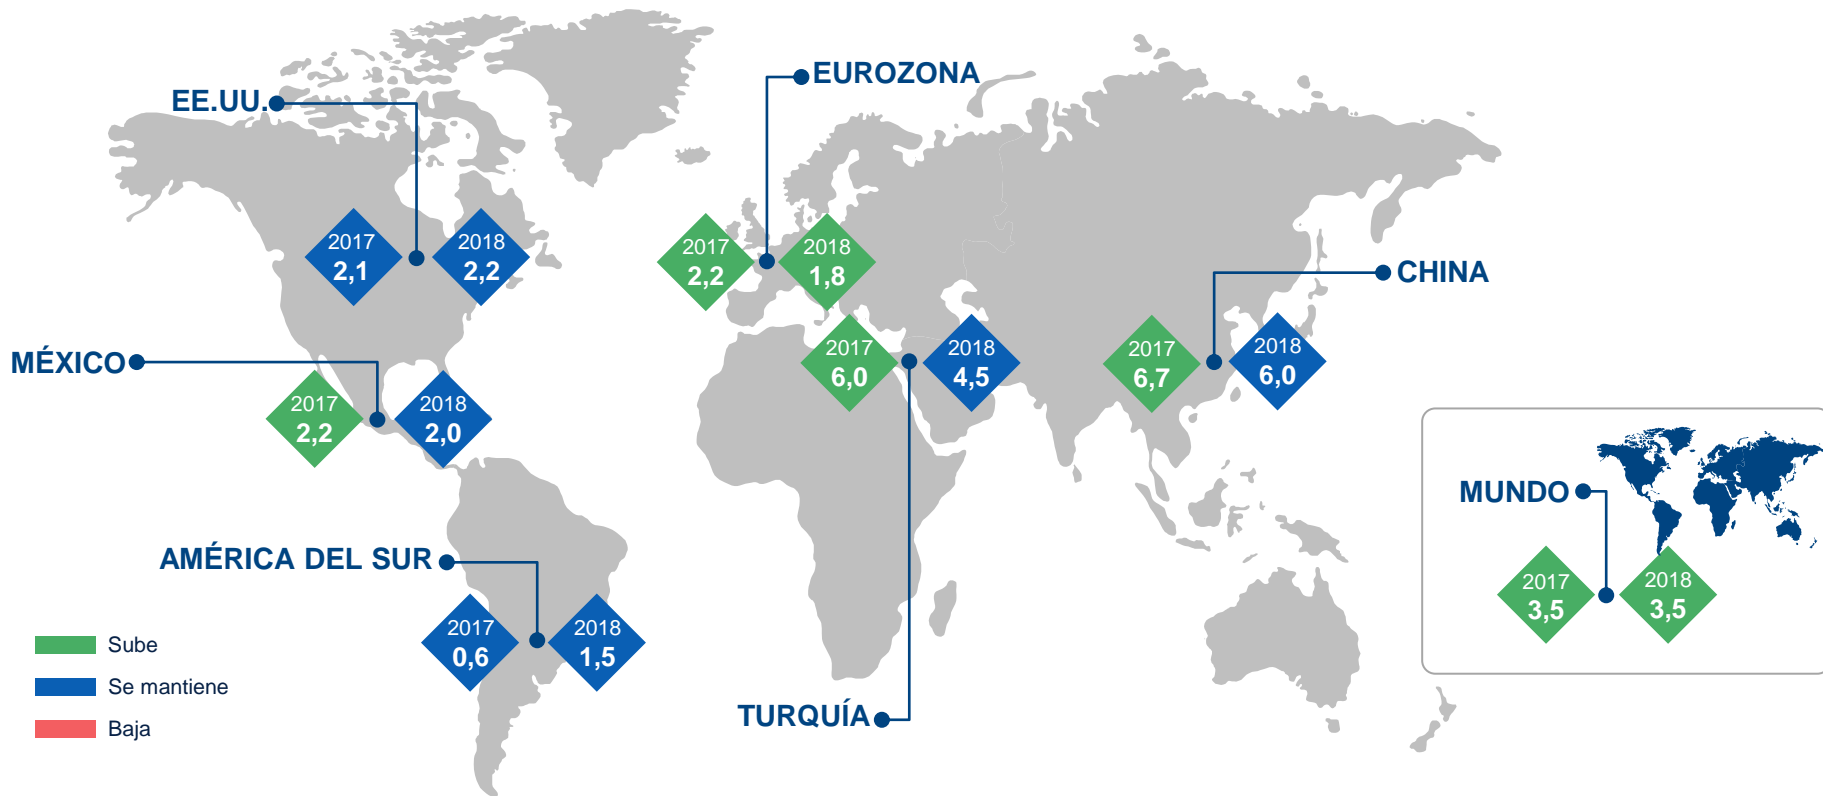 EUROZONA
EE.UU.
2017
2,1
2018
2,2
2017
2,2
2018
1,8
CHINA
MÉXICO
2017
6,0
2018
4,5
2017
6,7
2018
6,0
2017
2,2
2018
2,0
MUNDO
2017
3,5
2018
3,5
AMÉRICA DEL SUR
2017
0,6
2018
1,5
TURQUÍA
Sube
Se mantiene
Baja